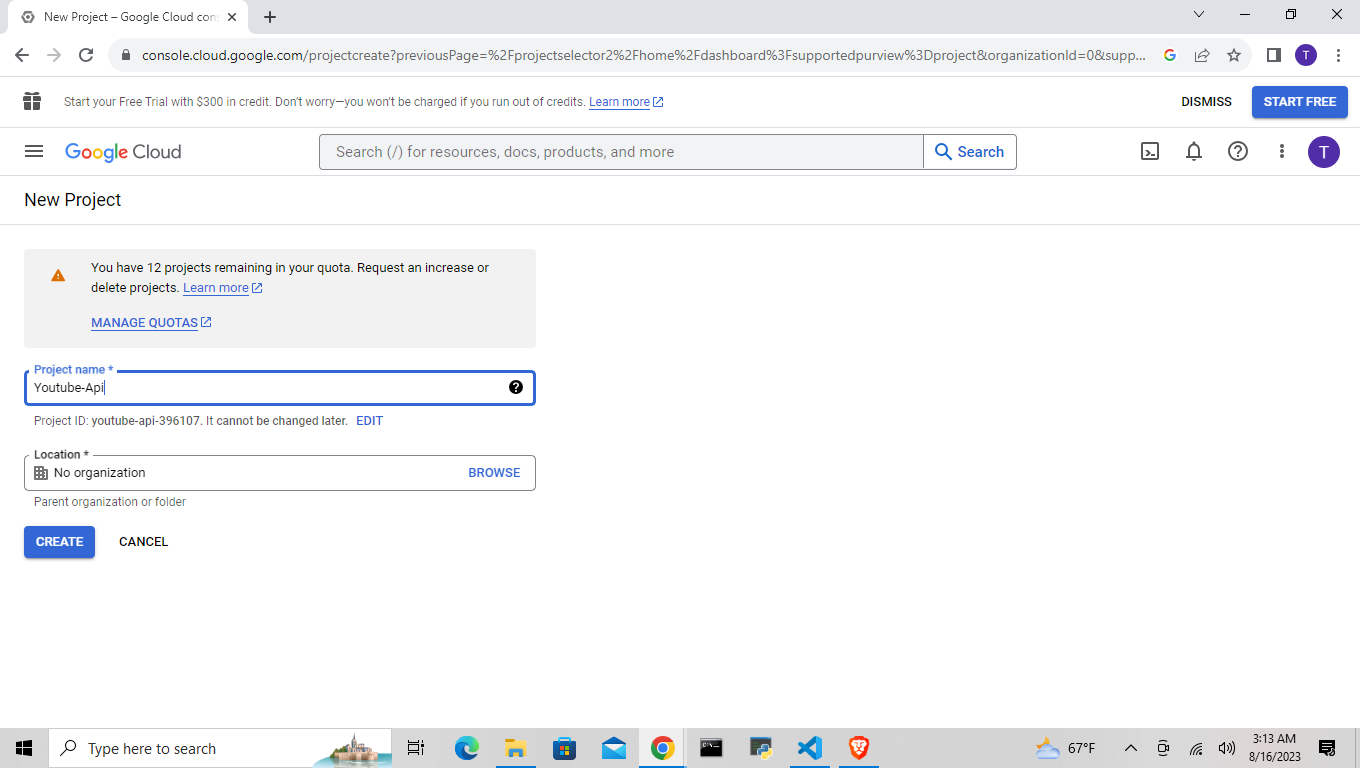 New Project – Google Cloud con
console.cloud.google.com/projectcreate?previousPage=%2Fprojectselector2%2Fhome%2Fdashboard%3Fsupportedpurview%3Dproject&organizationId=0&supp...
T
Start your Free Trial with $300 in credit. Don't worry—you won't be charged if you run out of credits. Learn more
DISMISS
START FREE
Google Cloud
Search (/) for resources, docs, products, and more
Search
T
New Project
You have 12 projects remaining in your quota. Request an increase or
delete projects. Learn more
MANAGE QUOTAS
Project name *
Youtube-Api
Project ID: youtube-api-396107. It cannot be changed later. EDIT
Location *
No organization
BROWSE
Parent organization or folder
CREATE
CANCEL
Type here to search
67°F
3:13 AM
8/16/2023